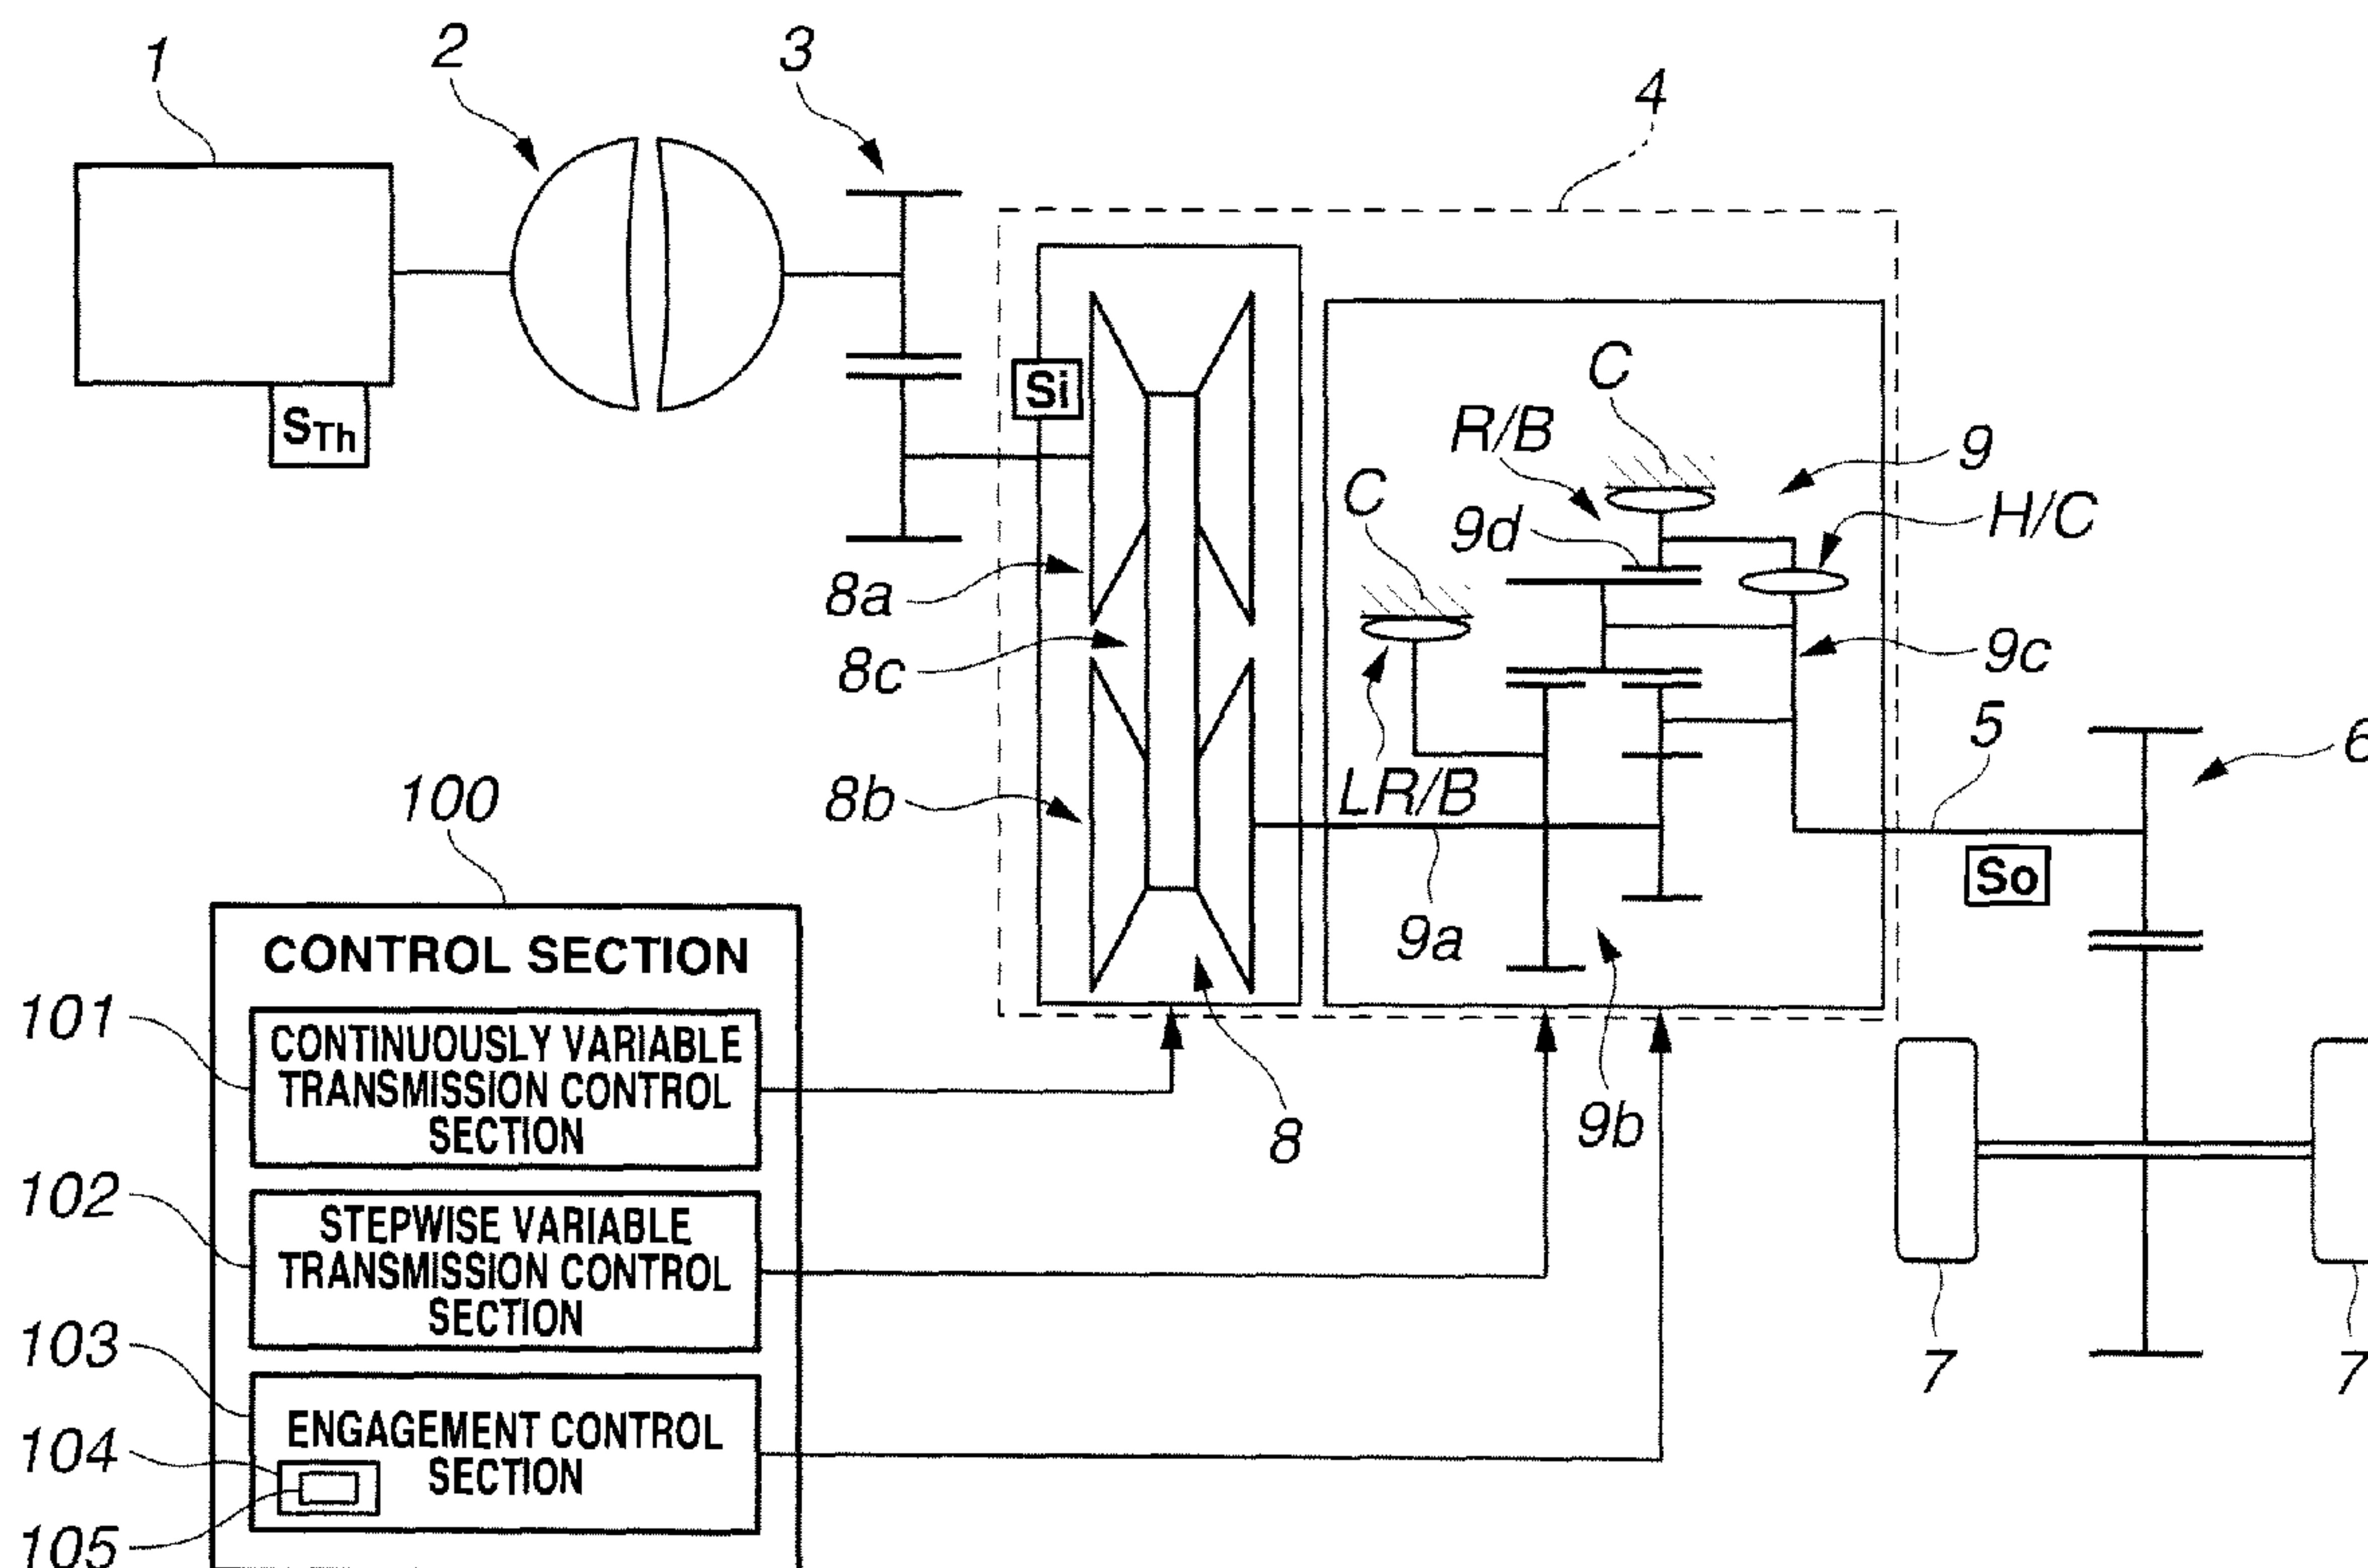 1
2
3
4
STh
Si
C
R/B
9
C
9d
H/C
8a
8c
9c
5
6
8b
LR/B
So
9a
100
CONTROL SECTION
101
CONTINUOUSLY VARIABLE
TRANSMISSION CONTROL
SECTION
8
9b
102
STEPWISE VARIABLE
TRANSMISSION CONTROL
SECTION
7
7
103
ENGAGEMENT CONTROL
SECTION
104
105